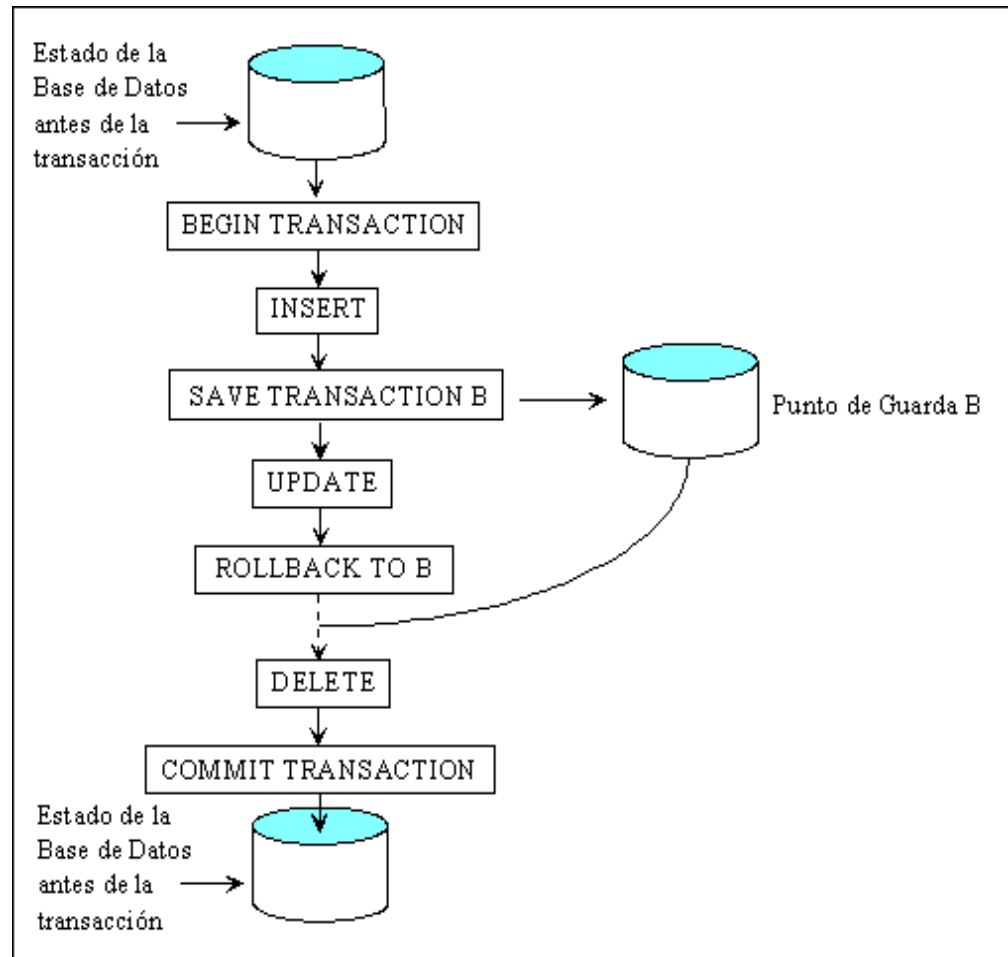 Estado de la
Base de Datos
antes de la
transacción
BEGIN TRANSACTION
INSERT
SAVE TRANSACTION B
Punto de Guarda B
UPDATE
ROLLBACK TO B
DELETE
COMMIT TRANSACTION
Estado de la
Base de Datos
antes de la
transacción